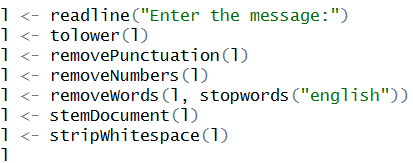 l <- readline("Enter the message:")
l <- tolower(l)
l <- removePunctuation(l)
l <- removeNumbers(l)
l <- removeWords(l, stopwords("english"))
l <- stemDocument(l)
l <- stripWhitespace(l)
l